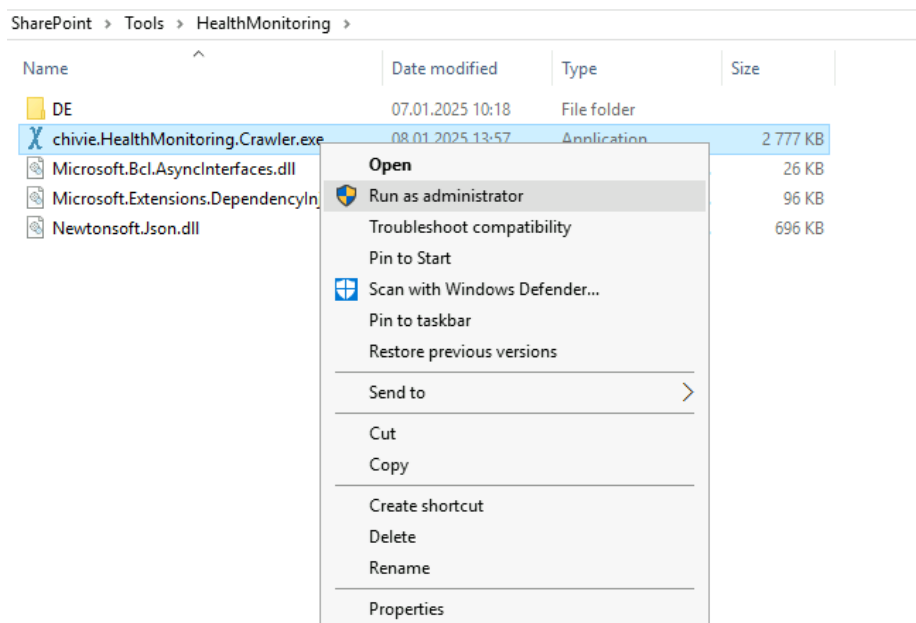 SharePoint > Tools > HealthMonitoring >
Name Date modified Type Size
DE 07.01.2025 10:18 File folder
chivie.HealthMonitoring.Crawler.exe 08.01.2025 13:57 Application 2 777 KB
Microsoft.Bcl.AsyncInterfaces.dll 26 KB
Microsoft.Extensions.DependencyInj 96 KB
Newtonsoft.Json.dll 696 KB
Open
Run as administrator
Troubleshoot compatibility
Pin to Start
Scan with Windows Defender...
Pin to taskbar
Restore previous versions
Send to
Cut
Copy
Create shortcut
Delete
Rename
Properties